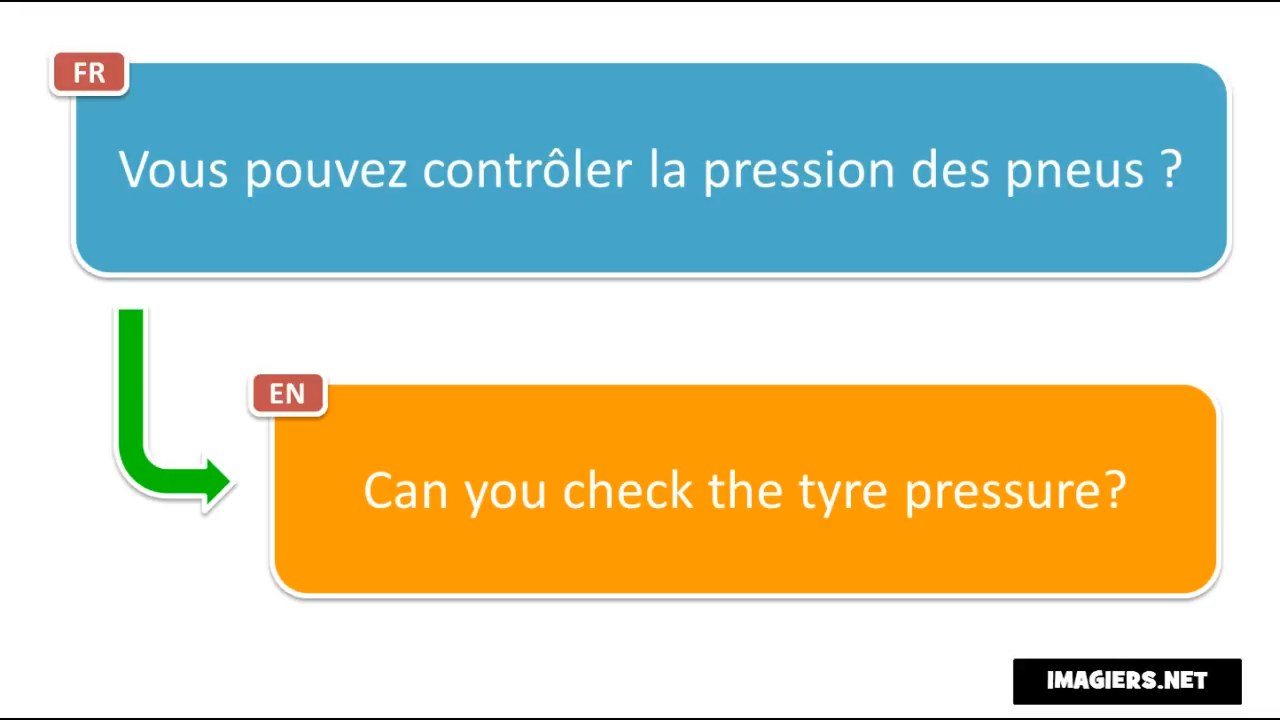 FR
Vous pouvez contrôler la pression des pneus ?
EN
Can you check the tyre pressure?
IMAGIERS.NET